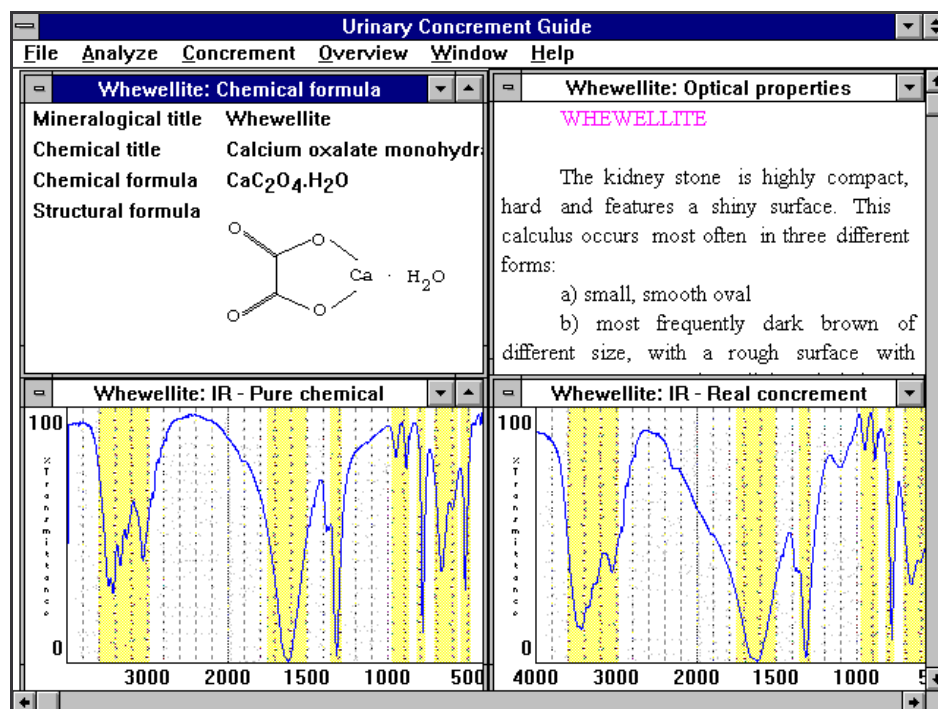 Urinary Concrement Guide
File Analyze Concrement Overview Window Help
Whewellite: Chemical formula
Mineralogical title Whewellite
Chemical title Calcium oxalate monohydr
Chemical formula CaC2O4.H2O
Structural formula
O O
Ca · H2O
O O
Whewellite: Optical properties
WHEWELLITE
The kidney stone is highly compact,
hard and features a shiny surface. This
calculus occurs most often in three different
forms:
a) small, smooth oval
b) most frequently dark brown of
different size, with a rough surface with
Whewellite: IR - Pure chemical
100
%Transmittance
0
3000 2000 1500 1000 500
Whewellite: IR - Real concrement
100
%Transmittance
0
4000 3000 2000 1500 1000 50